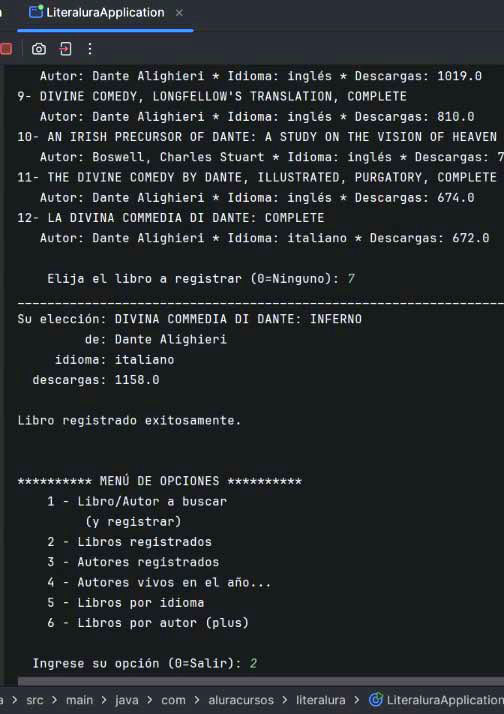 LiteraluraApplication
Autor: Dante Alighieri * Idioma: inglés * Descargas: 1019.0
9- DIVINE COMEDY, LONGFELLOW'S TRANSLATION, COMPLETE
Autor: Dante Alighieri * Idioma: inglés * Descargas: 810.0
10- AN IRISH PRECURSOR OF DANTE: A STUDY ON THE VISION OF HEAVEN
Autor: Boswell, Charles Stuart * Idioma: inglés * Descargas: 7
11- THE DIVINE COMEDY BY DANTE, ILLUSTRATED, PURGATORY, COMPLETE
Autor: Dante Alighieri * Idioma: inglés * Descargas: 674.0
12- LA DIVINA COMMEDIA DI DANTE: COMPLETE
Autor: Dante Alighieri * Idioma: italiano * Descargas: 672.0
Elija el libro a registrar (0=Ninguno): 7
Su elección: DIVINA COMMEDIA DI DANTE: INFERNO
de: Dante Alighieri
idioma: italiano
descargas: 1158.0
Libro registrado exitosamente.
********** MENÚ DE OPCIONES **********
1 - Libro/Autor a buscar
(y registrar)
2 - Libros registrados
3 - Autores registrados
4 - Autores vivos en el año...
5 - Libros por idioma
6 - Libros por autor (plus)
Ingrese su opción (0=Salir): 2
a > src > main > java > com > aluracursos > literalura > LiteraluraApplication